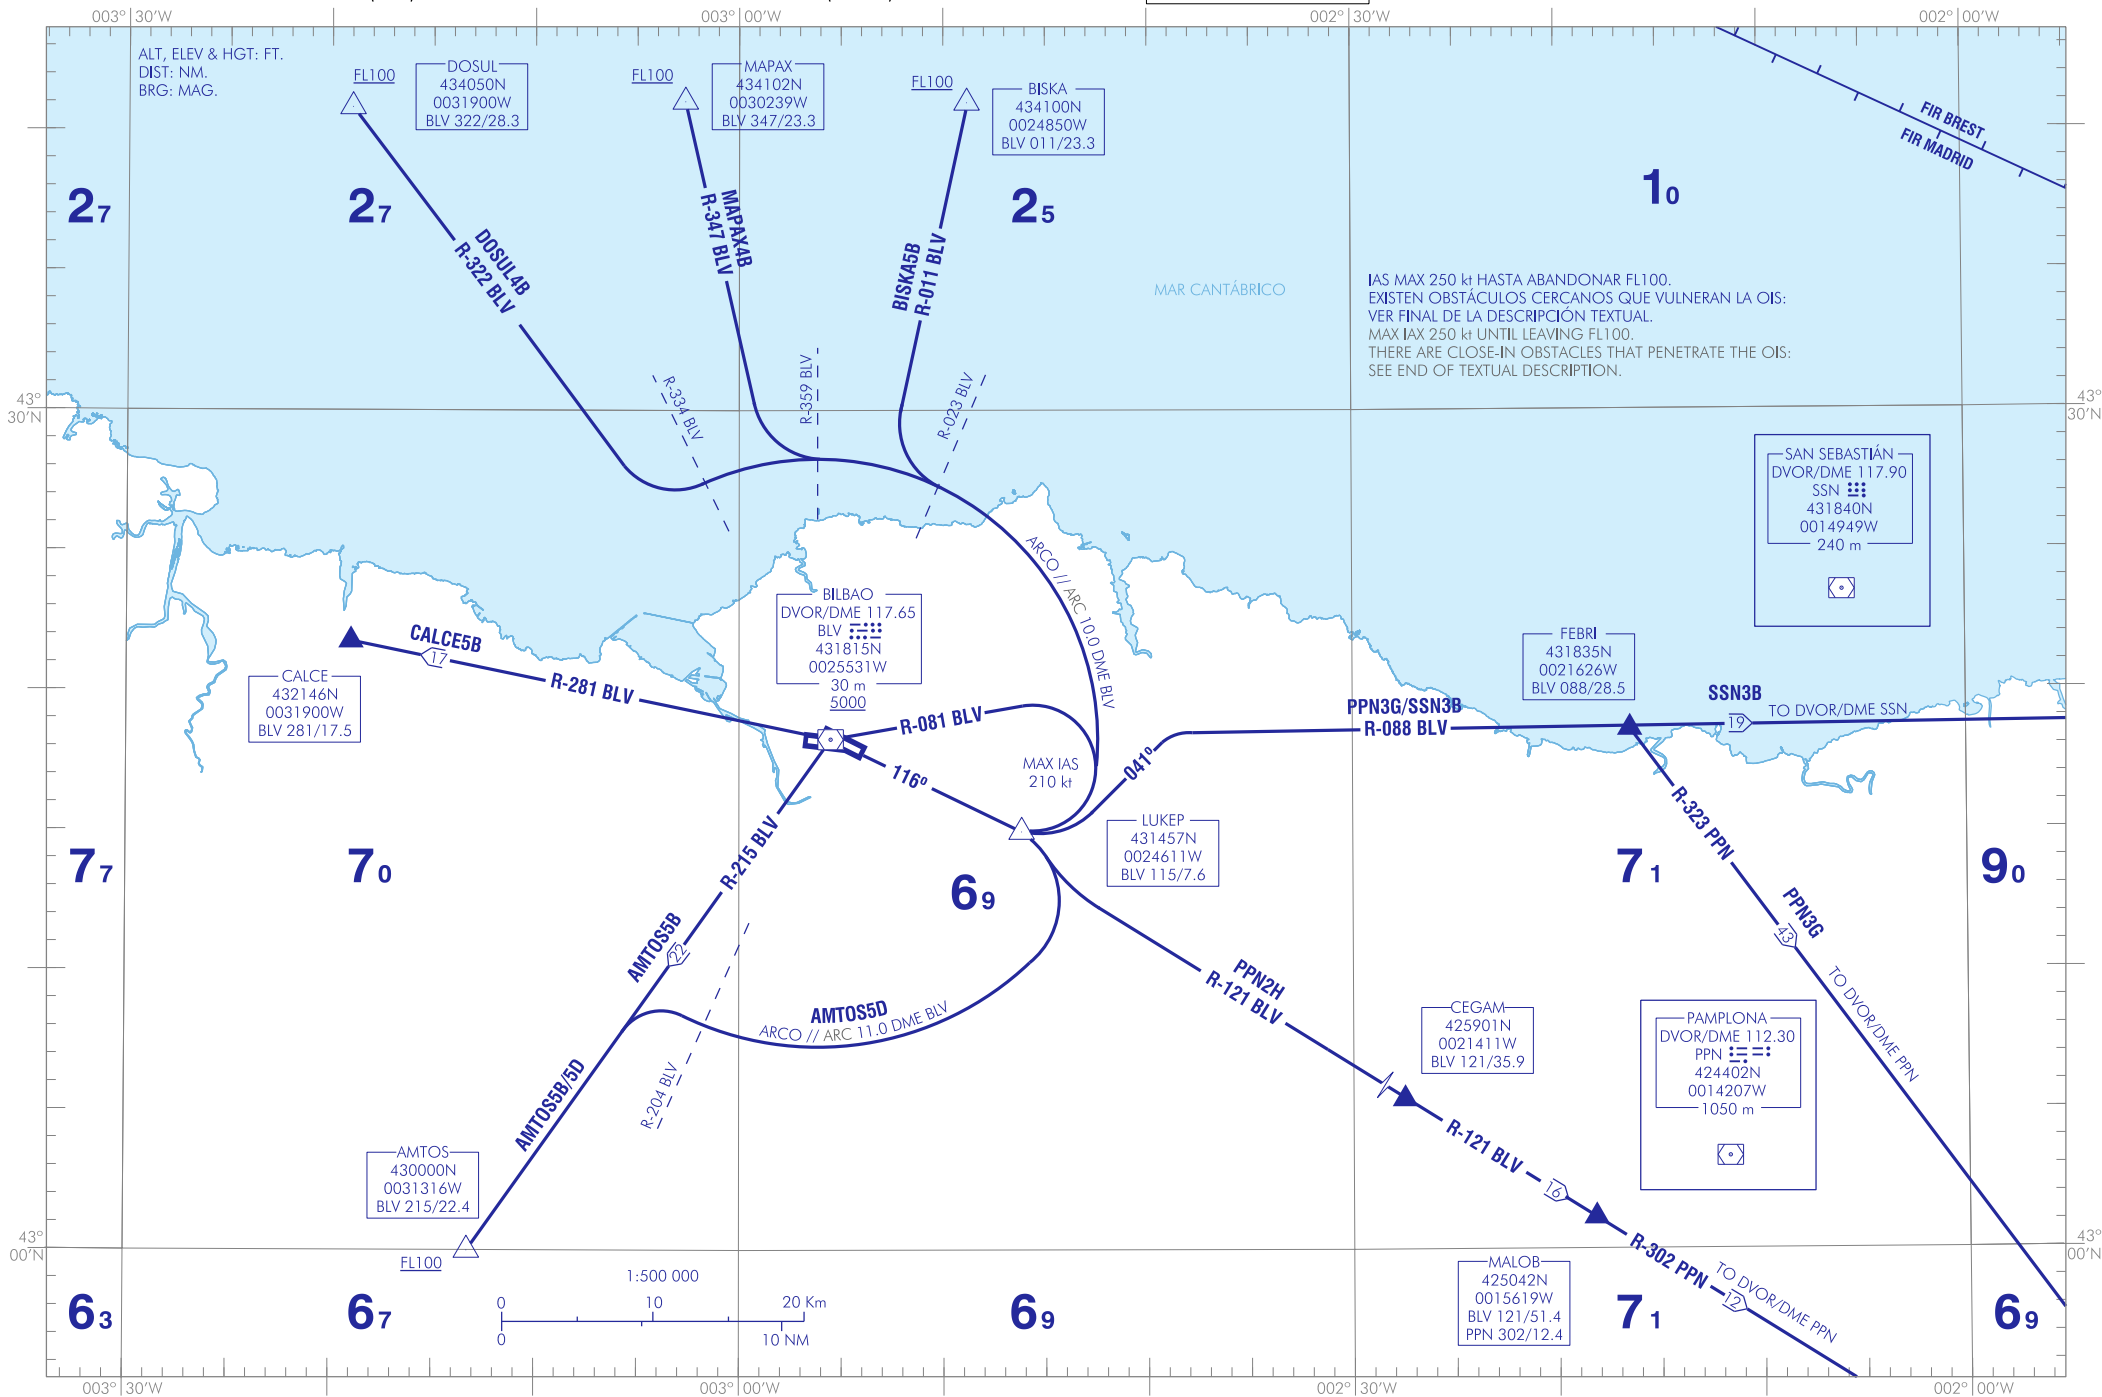 003° 30'W
003° 00'W
002° 30'W
002° 00'W
ALT, ELEV & HGT: FT.
DIST: NM.
BRG: MAG.
FL100
DOSUL
434050N
0031900W
BLV 322/28.3
FL100
MAPAX
434102N
0030239W
BLV 347/23.3
FL100
BISKA
434100N
0024850W
BLV 011/23.3
FIR BREST
FIR MADRID
27
27
25
10
DOSUL4B
R-322 BLV
MAPAX4B
R-347 BLV
BISKA5B
R-011 BLV
MAR CANTÁBRICO
IAS MAX 250 kt HASTA ABANDONAR FL100.
EXISTEN OBSTÁCULOS CERCANOS QUE VULNERAN LA OIS:
VER FINAL DE LA DESCRIPCIÓN TEXTUAL.
MAX IAX 250 kt UNTIL LEAVING FL100.
THERE ARE CLOSE-IN OBSTACLES THAT PENETRATE THE OIS:
SEE END OF TEXTUAL DESCRIPTION.
43°
30'N
43°
30'N
R-334 BLV
R-359 BLV
R-023 BLV
SAN SEBASTIÁN
DVOR/DME 117.90
SSN
431840N
0014949W
240 m
ARCO // ARC 10.0 DME BLV
BILBAO
DVOR/DME 117.65
BLV
431815N
0025531W
30 m
5000
CALCE5B
17
R-281 BLV
CALCE
432146N
0031900W
BLV 281/17.5
FEBRI
431835N
0021626W
BLV 088/28.5
R-081 BLV
PPN3G/SSN3B
R-088 BLV
SSN3B
19
TO DVOR/DME SSN
116º
MAX IAS
210 kt
041º
LUKEP
431457N
0024611W
BLV 115/7.6
R-215 BLV
R-323 PPN
77
70
69
71
90
AMTOS5B
22
PPN3G
43
TO DVOR/DME PPN
PPN2H
R-121 BLV
AMTOS5D
ARCO // ARC 11.0 DME BLV
CEGAM
425901N
0021411W
BLV 121/35.9
PAMPLONA
DVOR/DME 112.30
PPN
424402N
0014207W
1050 m
R-204 BLV
AMTOS5B/5D
R-121 BLV
16
AMTOS
430000N
0031316W
BLV 215/22.4
FL100
43°
00'N
43°
00'N
R-302 PPN
TO DVOR/DME PPN
12
MALOB
425042N
0015619W
BLV 121/51.4
PPN 302/12.4
1:500 000
0 10 20 Km
0 10 NM
63
67
69
71
69
003° 30'W
003° 00'W
002° 30'W
002° 00'W